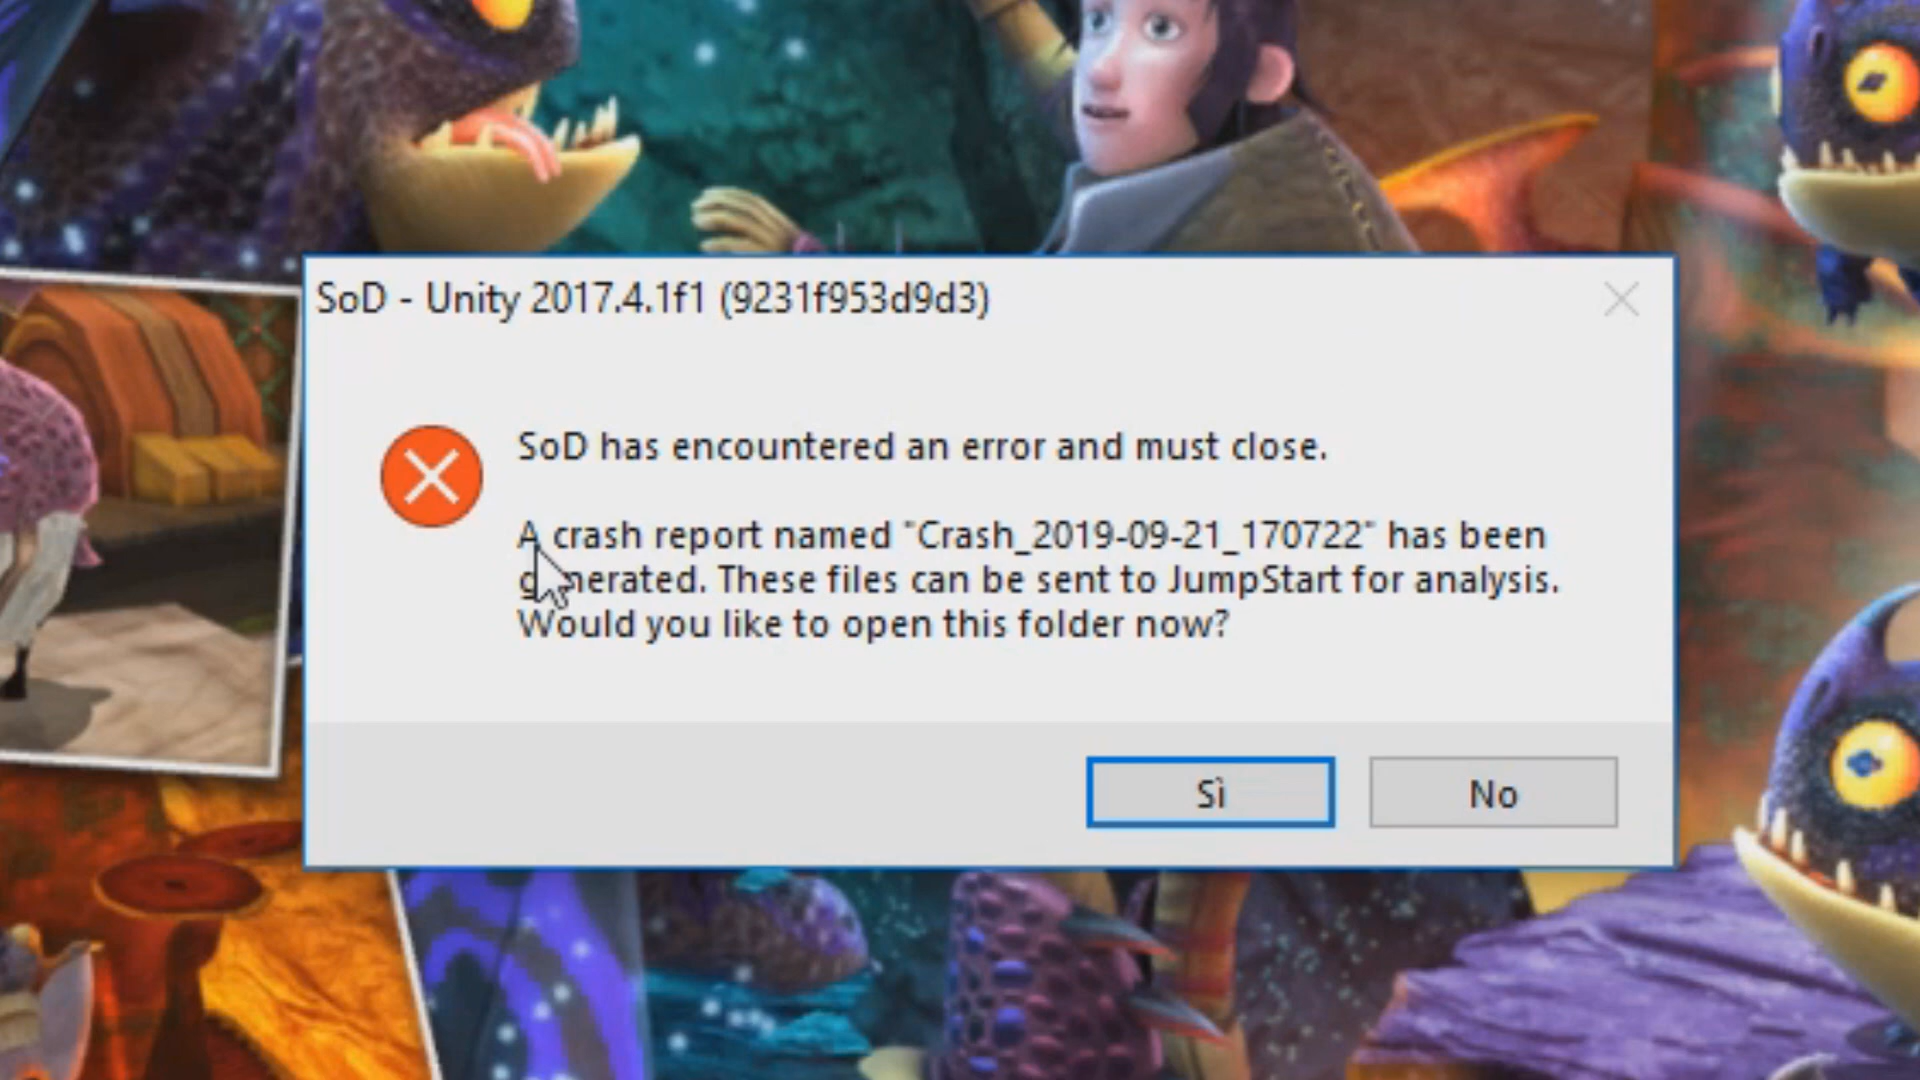 SoD - Unity 2017.4.1f1 (9231f953d9d3)
SoD has encountered an error and must close.
A crash report named "Crash_2019-09-21_170722" has been
generated. These files can be sent to JumpStart for analysis.
Would you like to open this folder now?
Sì
No